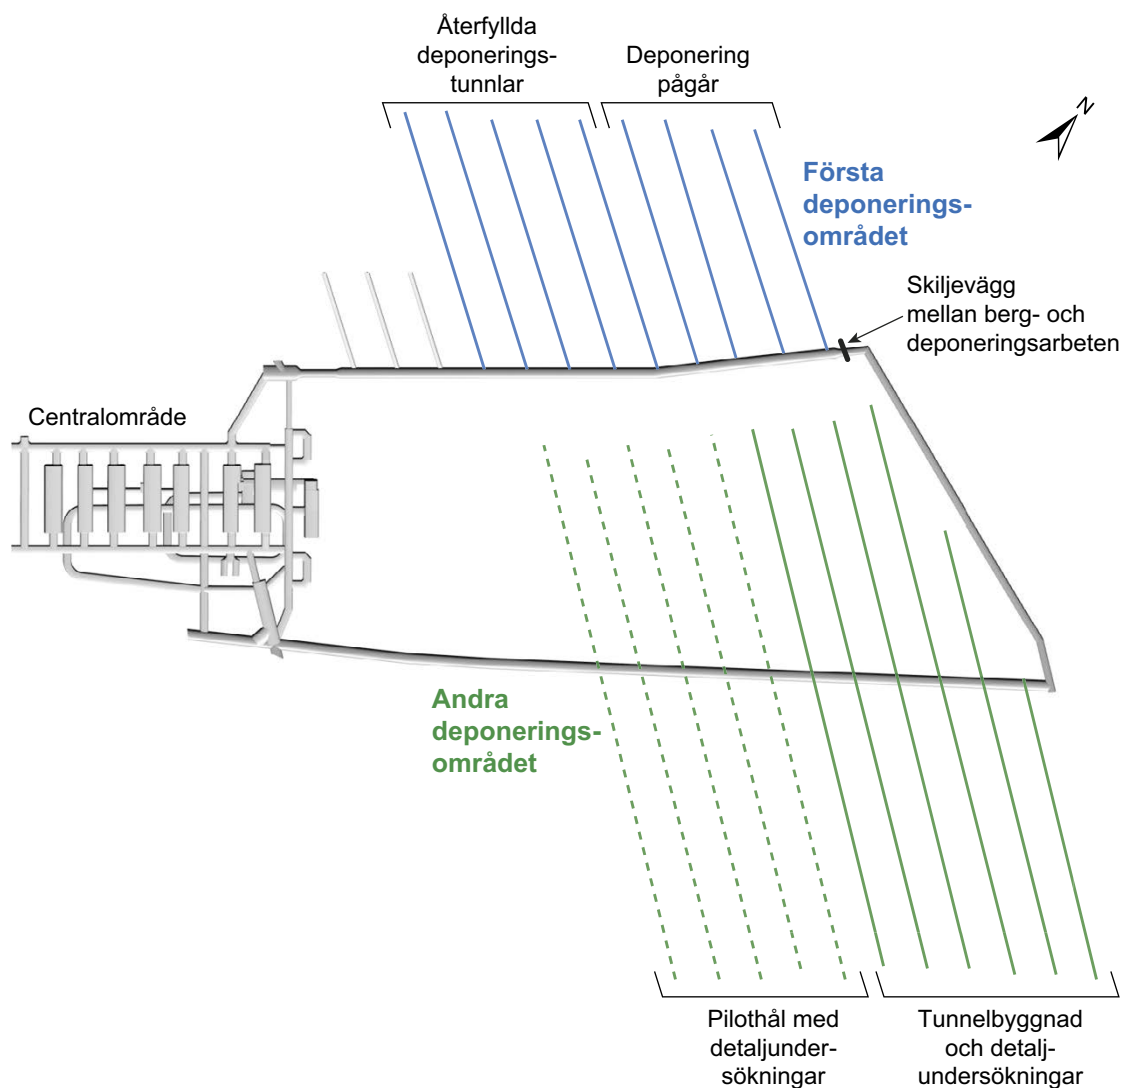 Återfyllda
deponerings-
tunnlar
Deponering
pågår
N
Första
deponerings-
området
Skiljevägg
mellan berg- och
deponeringsarbeten
Centralområde
Andra
deponerings-
området
Pilothål med
detaljunder-
sökningar
Tunnelbyggnad
och detalj-
undersökningar